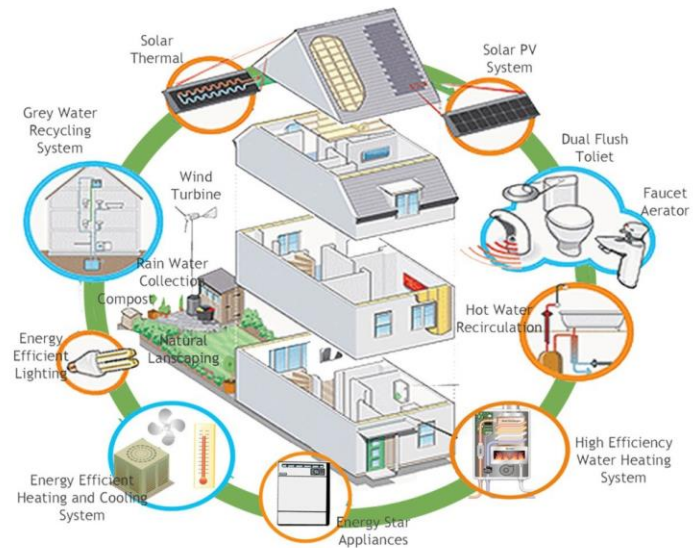 Solar
Thermal
Solar PV
System
Grey Water
Recycling
System
Dual Flush
Toliet
Wind
Turbine
Faucet
Aerator
Rain Water
Collection
Compost
Hot Water
Recirculation
Natural
Lanscaping
Energy
Efficient
Lighting
High Efficiency
Water Heating
System
Energy Efficient
Heating and Cooling
System
Energy Star
Appliances